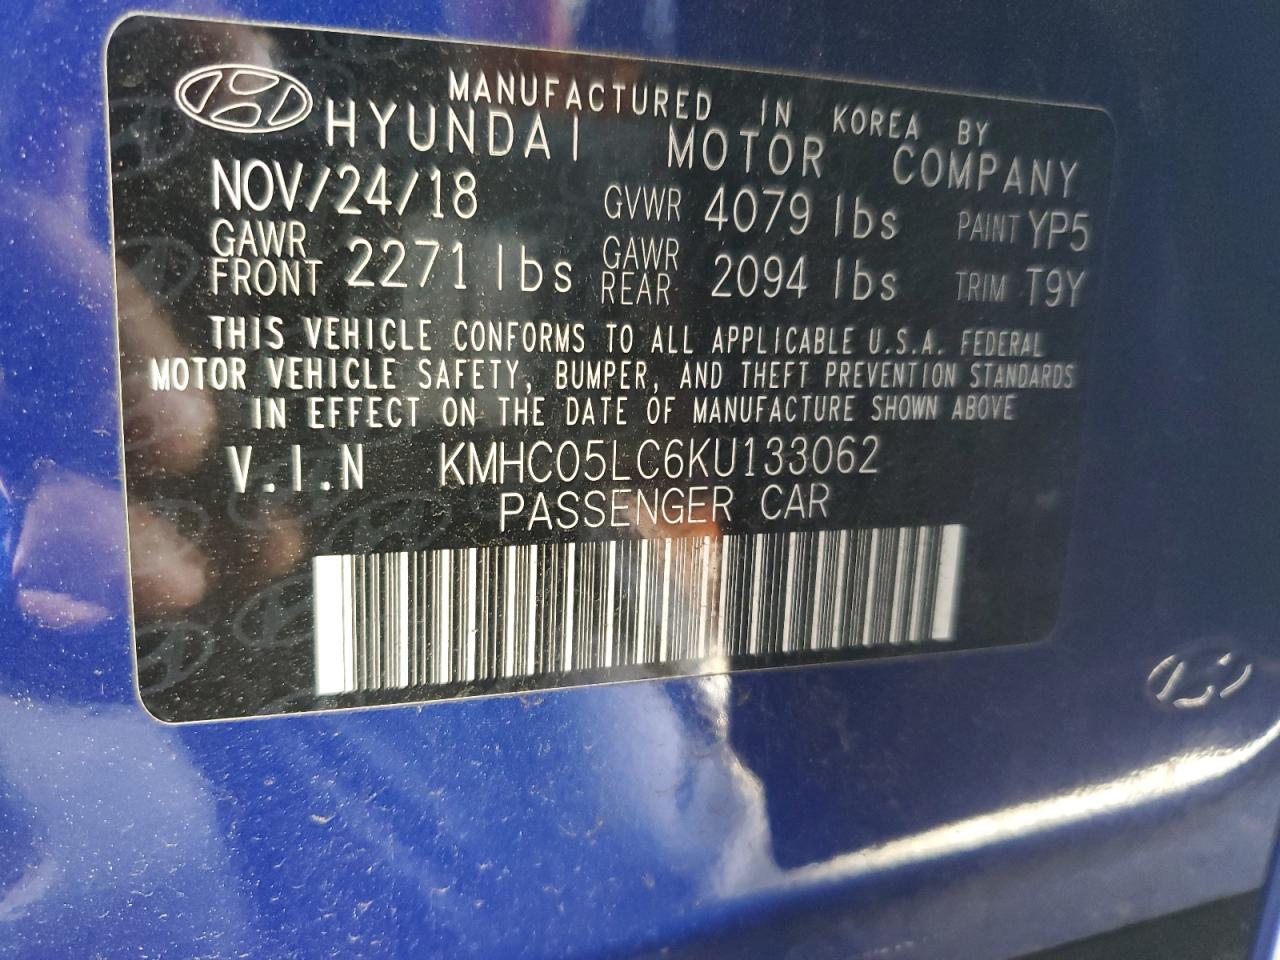 MANUFACTURED IN KOREA BY
HYUNDAI MOTOR COMPANY
NOV/24/18 GVWR 4079 lbs PAINT YP5
GAWR FRONT 2271 lbs GAWR REAR 2094 lbs TRIM T9Y
THIS VEHICLE CONFORMS TO ALL APPLICABLE U.S.A. FEDERAL
MOTOR VEHICLE SAFETY, BUMPER, AND THEFT PREVENTION STANDARDS
IN EFFECT ON THE DATE OF MANUFACTURE SHOWN ABOVE
V.I.N KMHC05LC6KU133062
PASSENGER CAR